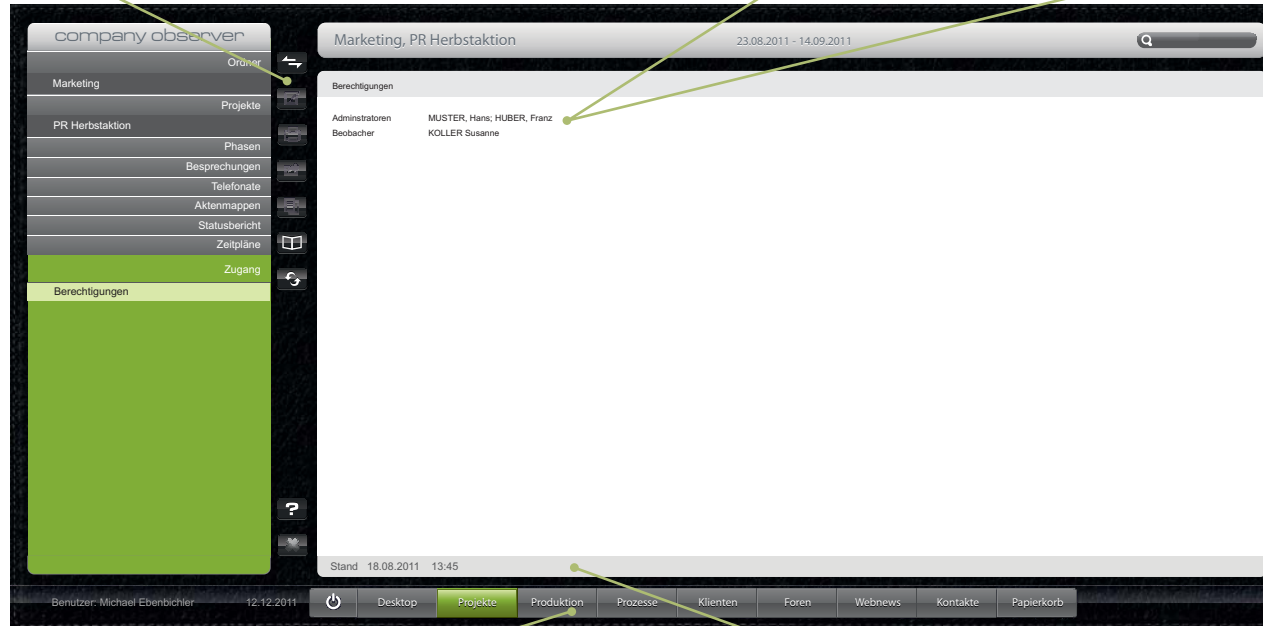 company observer
Ordner
Marketing
Projekte
PR Herbstaktion
Phasen
Besprechungen
Telefonate
Aktenmappen
Statusbericht
Zeitpläne
Zugang
Berechtigungen
Marketing, PR Herbstaktion 23.08.2011 - 14.09.2011
Berechtigungen
Adminstratoren MUSTER, Hans; HUBER, Franz
Beobacher KOLLER Susanne
?
Stand 18.08.2011 13:45
Benutzer: Michael Ebenbichler 12.12.2011
Desktop Projekte Produktion Prozesse Klienten Foren Webnews Kontakte Papierkorb